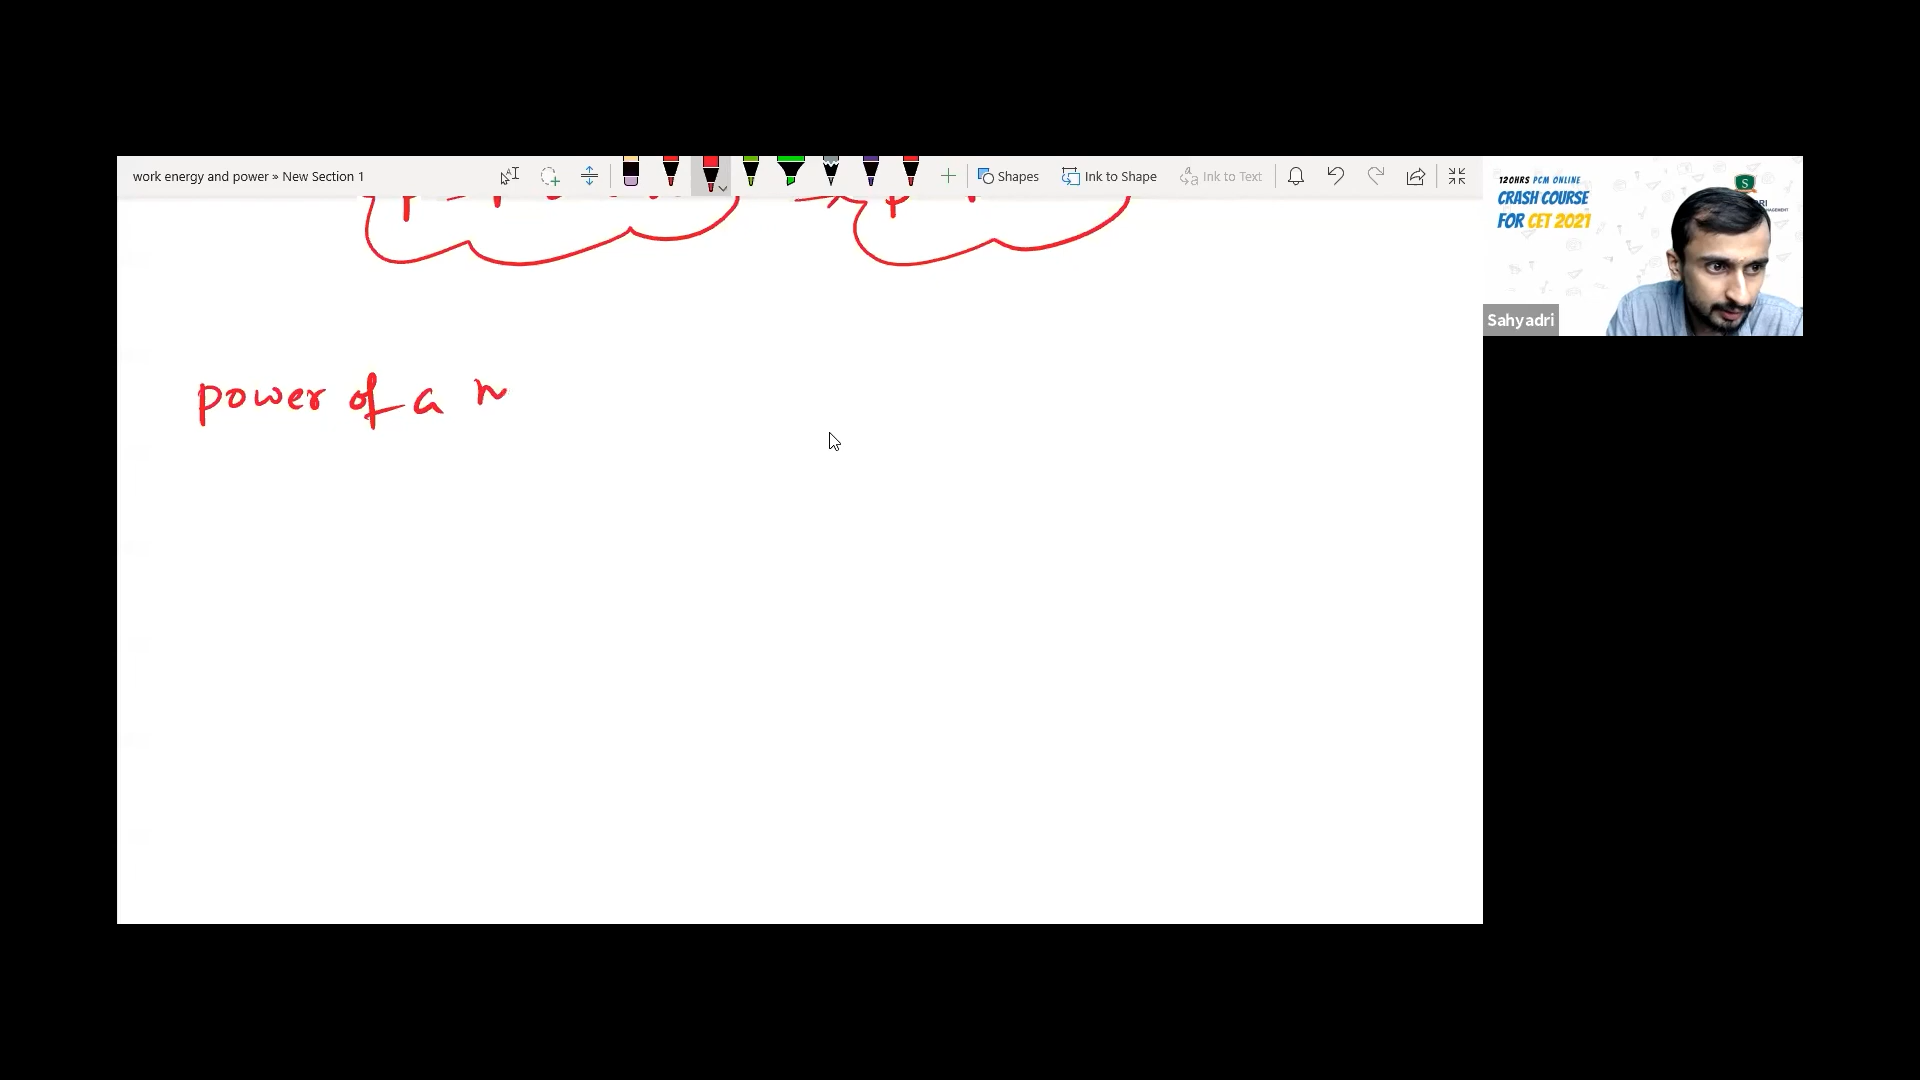 work energy and power » New Section 1
Shapes
Ink to Shape
Ink to Text
120HRS PCM ONLINE
CRASH COURSE
FOR CET 2021
S
Sahyadri
power of a